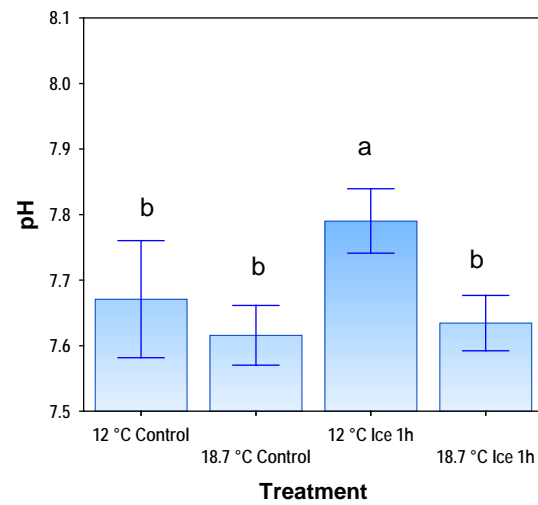 8.1
8.0
7.9
7.8
7.7
7.6
7.5
pH
b
b
a
b
12 °C Control
18.7 °C Control
12 °C Ice 1h
18.7 °C Ice 1h
Treatment